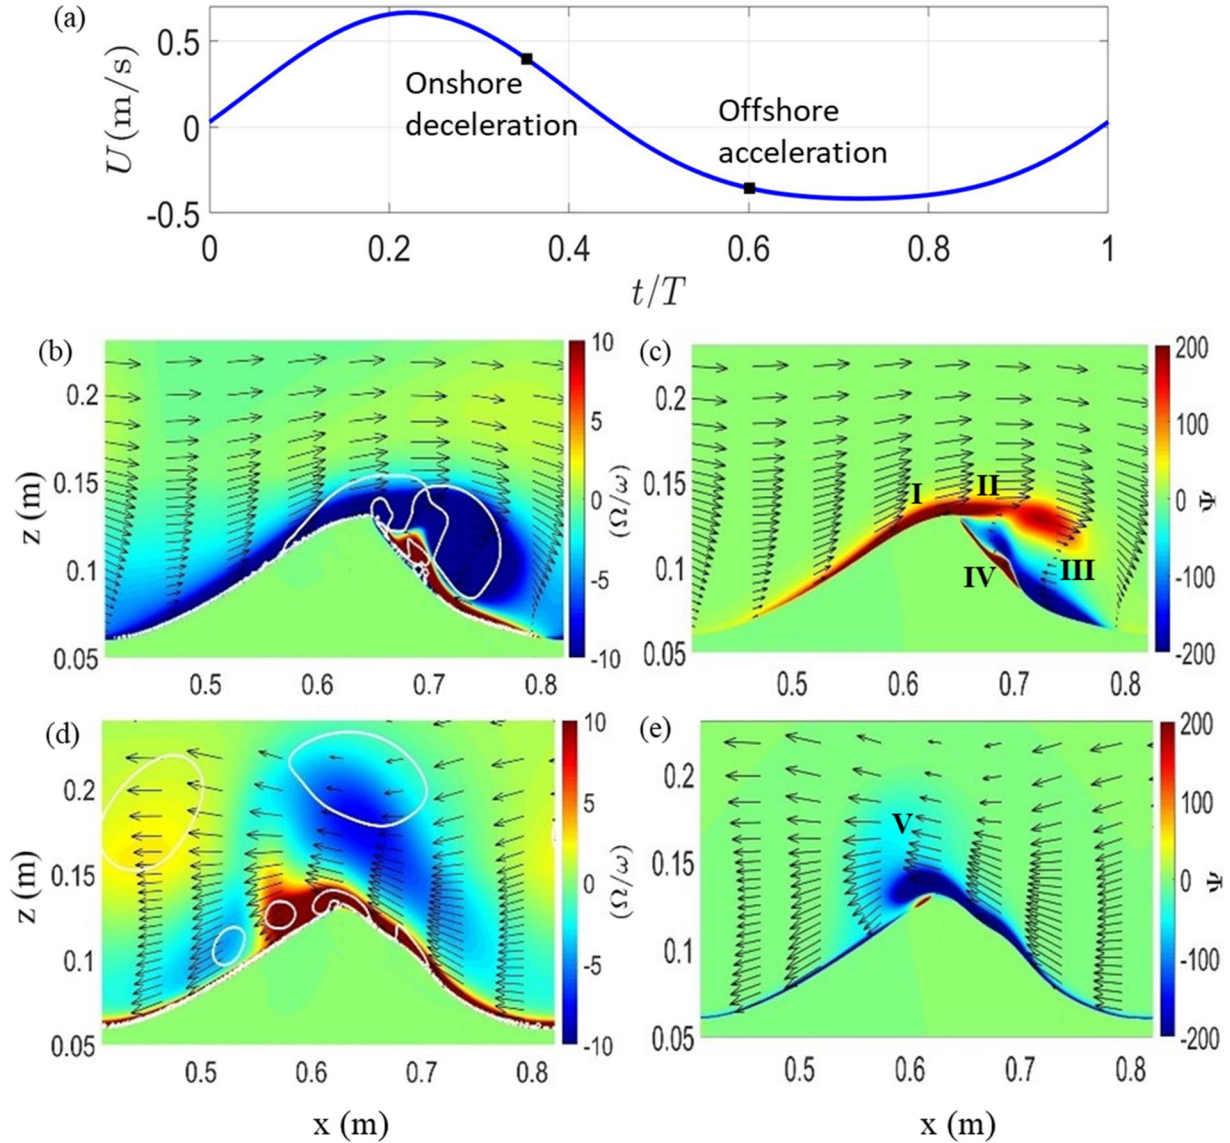 (a)
U(m/s)
0.5
0
-0.5
Onshore
deceleration
Offshore
acceleration
0 0.2 0.4 0.6 0.8 1
t/T
(b)
z (m)
0.2
0.15
0.1
0.05
0.5 0.6 0.7 0.8
10
5
0
-5
-10
(Ω/ω)
(c)
0.2
0.15
0.1
0.05
I
II
III
IV
0.5 0.6 0.7 0.8
200
100
0
-100
-200
Ψ
(d)
z (m)
0.2
0.15
0.1
0.05
0.5 0.6 0.7 0.8
x (m)
10
5
0
-5
-10
(Ω/ω)
(e)
0.2
0.15
0.1
0.05
V
0.5 0.6 0.7 0.8
x (m)
200
100
0
-100
-200